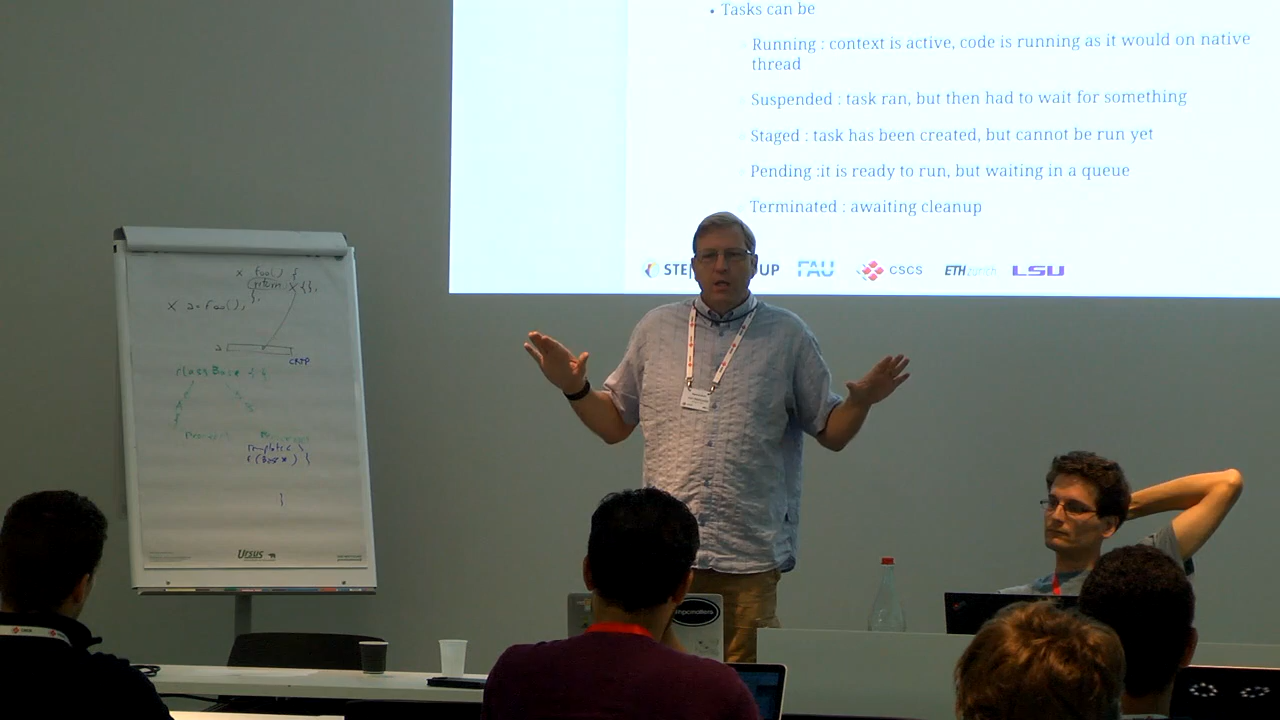 • Tasks can be
Running : context is active, code is running as it would on native
thread
Suspended : task ran, but then had to wait for something
Staged : task has been created, but cannot be run yet
Pending :it is ready to run, but waiting in a queue
Terminated : awaiting cleanup
FAU
CSCS
ETH zürich
LSU
x foo() {
return X{};
};
X a = foo();
a
CRTP
class Base { {
}